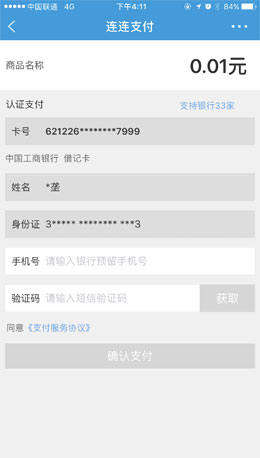 中国联通 4G 下午4:11 84%
连连支付
商品名称 0.01元
认证支付 支持银行33家
卡号 621226********7999
中国工商银行 借记卡
姓名 *垄
身份证 3***** ******** ***3
手机号 请输入银行预留手机号
验证码 请输入短信验证码 获取
同意《支付服务协议》
确认支付